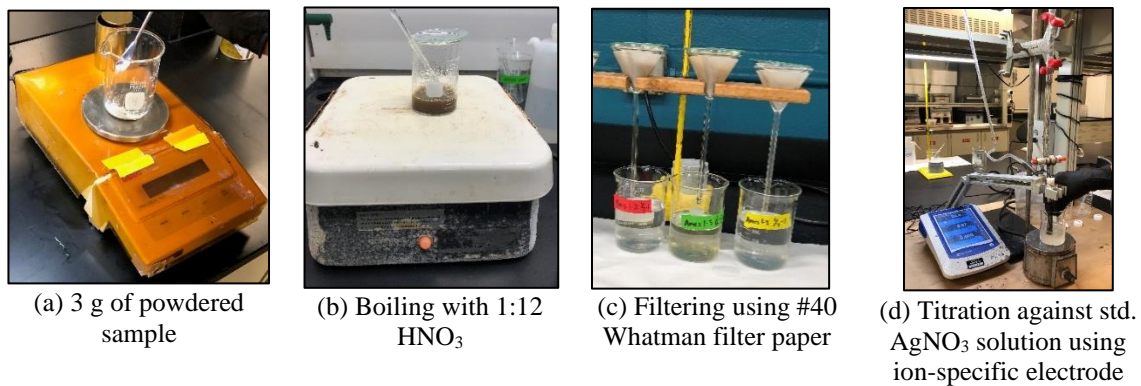 (a) 3 g of powdered
sample
(b) Boiling with 1:12
HNO₃
(c) Filtering using #40
Whatman filter paper
(d) Titration against std.
AgNO₃ solution using
ion-specific electrode